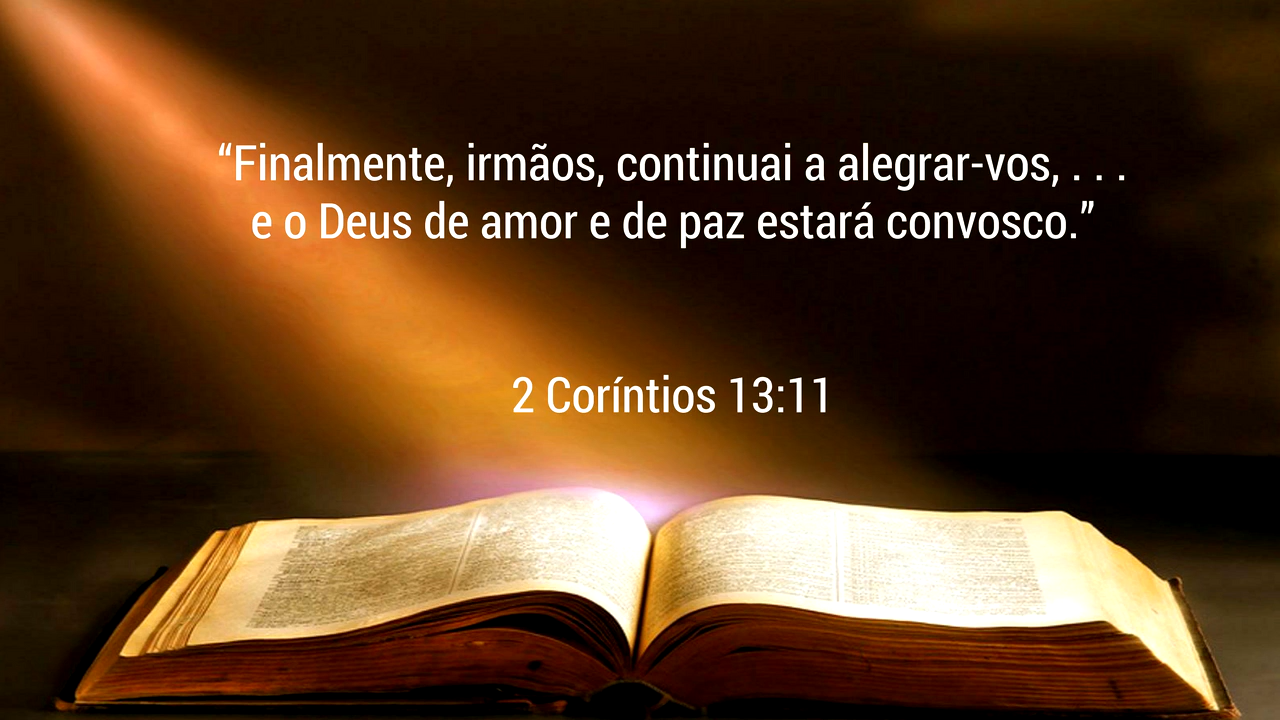 “Finalmente, irmãos, continuai a alegrar-vos, . . .
e o Deus de amor e de paz estará convosco.”
2 Coríntios 13:11